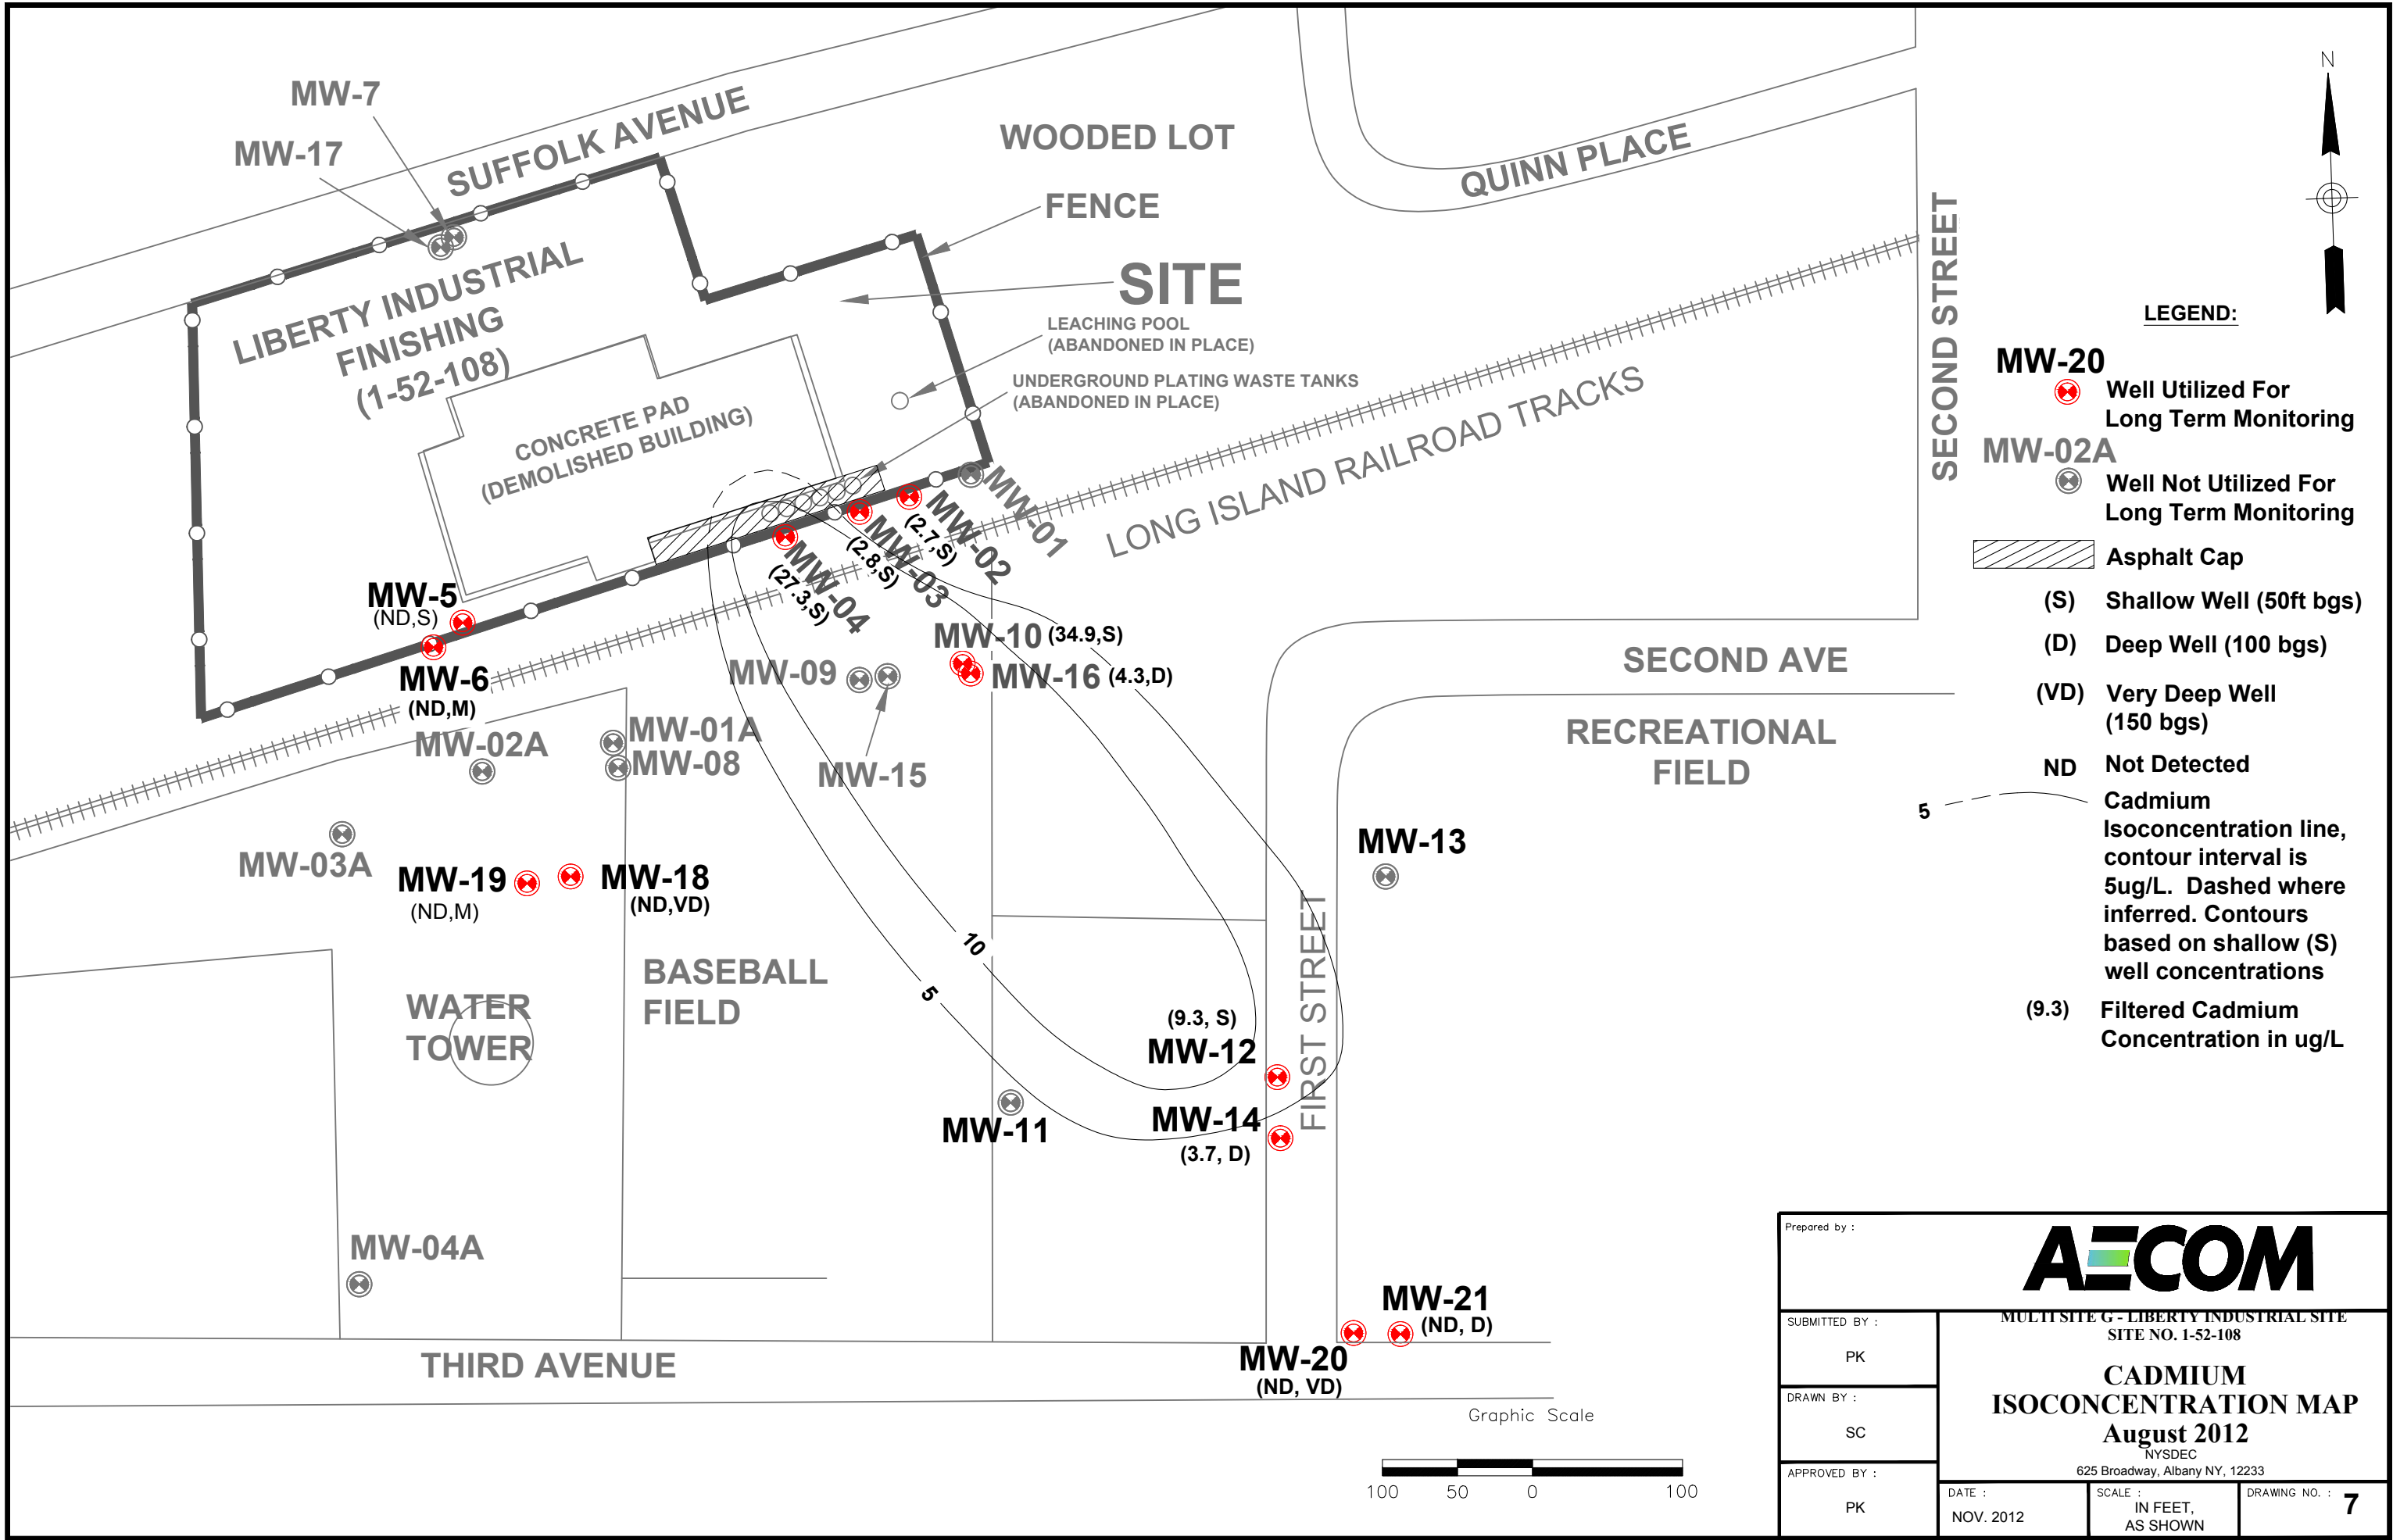 MW-7
MW-17
SUFFOLK AVENUE
WOODED LOT
QUINN PLACE
N
FENCE
SITE
SECOND STREET
LIBERTY INDUSTRIAL
FINISHING
(1-52-108)
LEACHING POOL
(ABANDONED IN PLACE)
UNDERGROUND PLATING WASTE TANKS
(ABANDONED IN PLACE)
CONCRETE PAD
(DEMOLISHED BUILDING)
LONG ISLAND RAILROAD TRACKS
MW-01
MW-02
(2.7,S)
MW-03
(2.8,S)
MW-04
(27.3,S)
MW-5
(ND,S)
MW-6
(ND,M)
MW-10 (34.9,S)
MW-16 (4.3,D)
MW-09
MW-15
MW-01A
MW-08
MW-02A
MW-03A
SECOND AVE
RECREATIONAL
FIELD
MW-13
MW-19
(ND,M)
MW-18
(ND,VD)
10
5
BASEBALL
FIELD
WATER
TOWER
FIRST STREET
(9.3, S)
MW-12
MW-11
MW-14
(3.7, D)
MW-04A
MW-21
(ND, D)
MW-20
(ND, VD)
THIRD AVENUE
Graphic Scale
100 50 0 100
LEGEND:
MW-20
Well Utilized For
Long Term Monitoring
MW-02A
Well Not Utilized For
Long Term Monitoring
Asphalt Cap
(S) Shallow Well (50ft bgs)
(D) Deep Well (100 bgs)
(VD) Very Deep Well
(150 bgs)
ND Not Detected
5 Cadmium
Isoconcentration line,
contour interval is
5ug/L. Dashed where
inferred. Contours
based on shallow (S)
well concentrations
(9.3) Filtered Cadmium
Concentration in ug/L
Prepared by :
AECOM
SUBMITTED BY :
PK
DRAWN BY :
SC
APPROVED BY :
PK
MULTI SITE G - LIBERTY INDUSTRIAL SITE
SITE NO. 1-52-108
CADMIUM
ISOCONCENTRATION MAP
August 2012
NYSDEC
625 Broadway, Albany NY, 12233
DATE :
NOV. 2012
SCALE :
IN FEET,
AS SHOWN
DRAWING NO. : 7